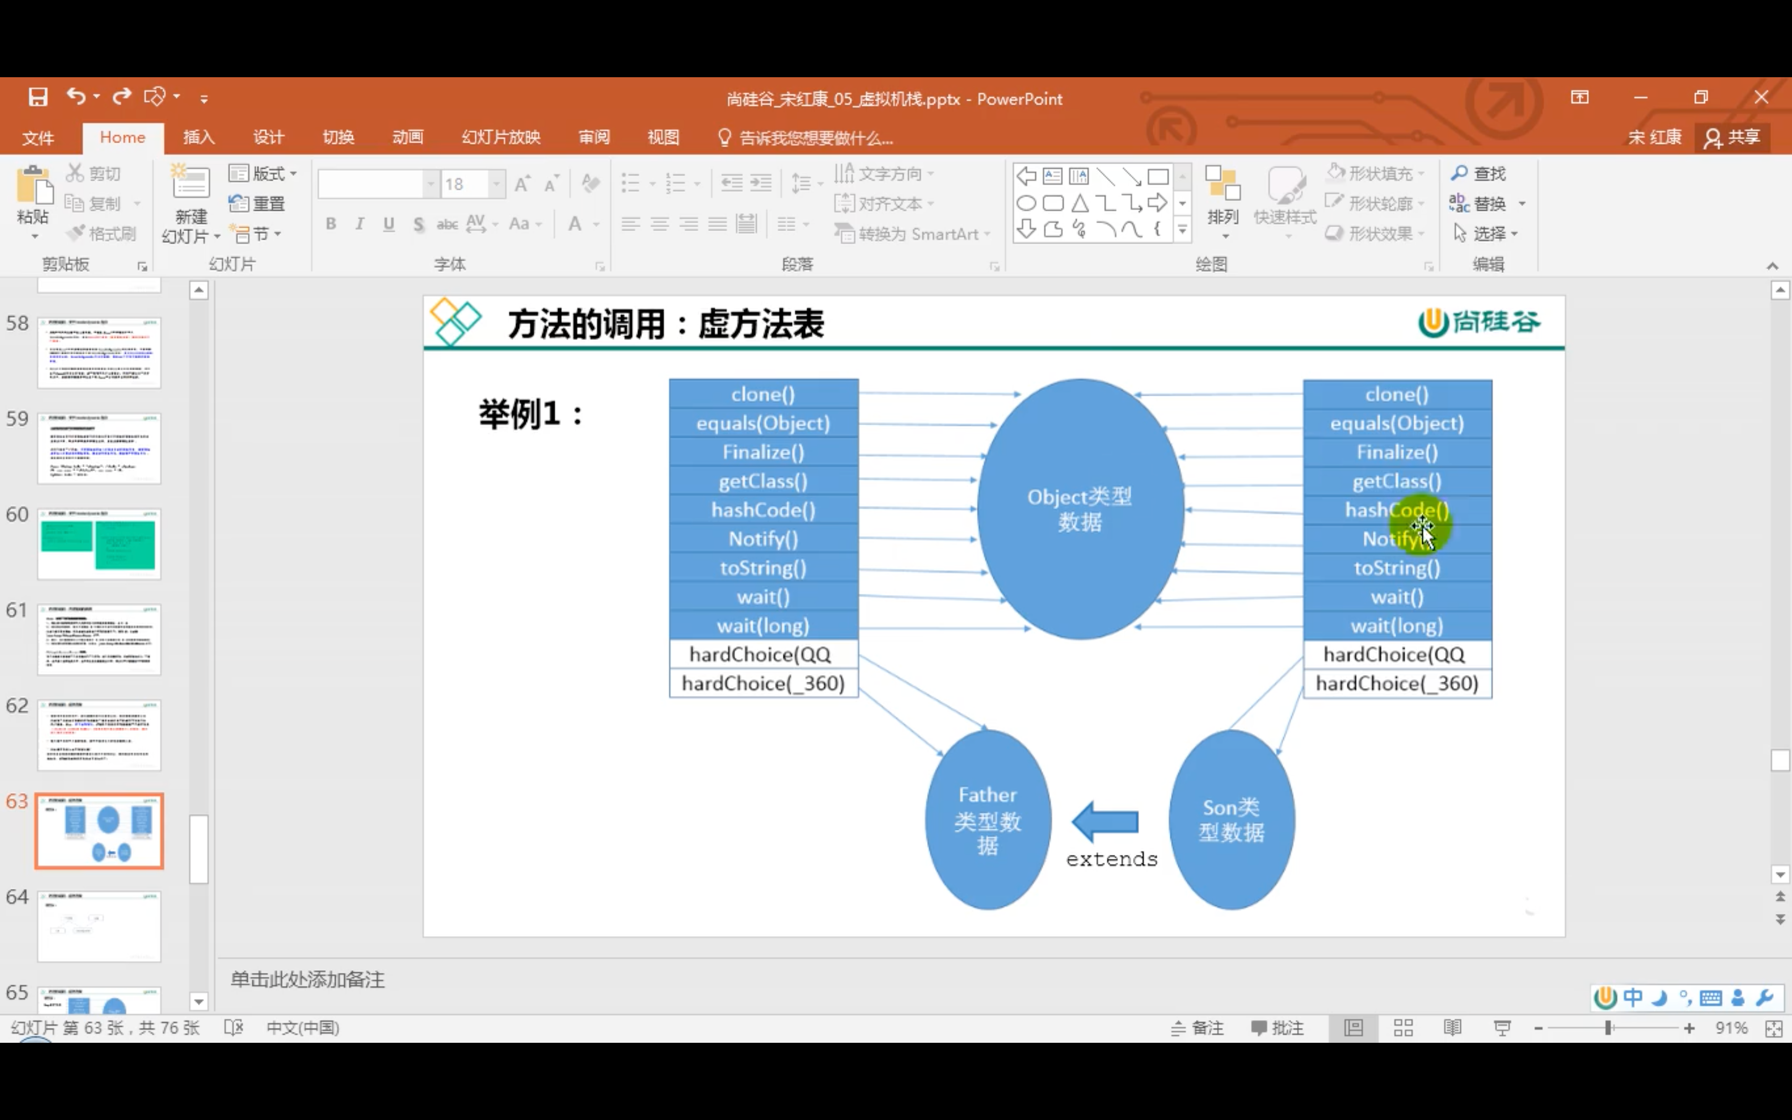 尚硅谷_宋红康_05_虚拟机栈.pptx - PowerPoint
文件 Home 插入 设计 切换 动画 幻灯片放映 审阅 视图 告诉我您想要做什么... 宋 红康 共享
粘贴 剪切 复制 格式刷
新建 幻灯片 版式 重置 节
18
B I U S abc AV Aa A
文字方向 对齐文本 转换为 SmartArt
排列 快速样式 形状填充 形状轮廓 形状效果
查找 替换 选择
剪贴板 幻灯片 字体 段落 绘图 编辑
58
59
60
61
62
63
64
65
方法的调用：虚方法表
尚硅谷
举例1：
clone()
equals(Object)
Finalize()
getClass()
hashCode()
Notify()
toString()
wait()
wait(long)
hardChoice(QQ
hardChoice(_360)
Object类型
数据
clone()
equals(Object)
Finalize()
getClass()
hashCode()
Notify()
toString()
wait()
wait(long)
hardChoice(QQ
hardChoice(_360)
Father
类型数
据
extends
Son类
型数据
单击此处添加备注
中
幻灯片 第 63 张，共 76 张 中文(中国) 备注 批注 91%